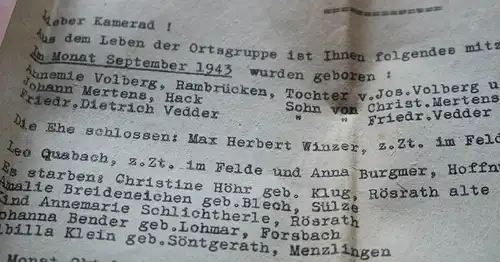 Lieber Kamerad !
Aus dem Leben der Ortsgruppe ist Ihnen folgendes
Im Monat September 1943 wurden geboren :
Annemie Volberg, Rambrücken, Tochter v.Jos.Volberg u
Johann Mertens, Hack Sohn von Christ.Mertens
Friedr.Dietrich Vedder " " Friedr.Vedder
Die Ehe schlossen: Max Herbert Winzer, z.Zt. im
Leo Quabach, z.Zt. im Felde und Anna Burgmer,
Es starben: Christine Höhr geb. Klug, Rösrath alte
Amalie Breideneichen geb.Blech, Sülze
Kind Annemarie Schlichtherle, Rösrath
Johanna Bender geb.Lohmar, Forsbach
Sibilla Klein geb.Söntgerath, Menzlingen
Monat